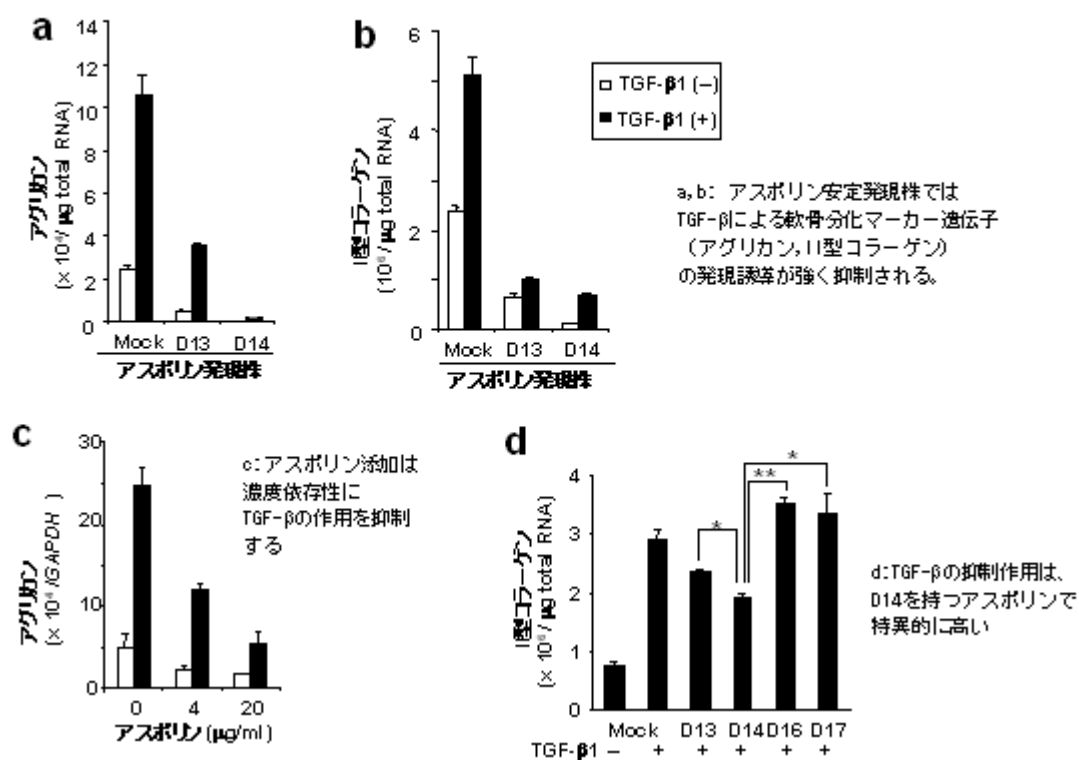 a
アグリカン
(× 10⁴/ μg total RNA)
14
12
10
8
6
4
2
0
Mock D13 D14
アスポリン発現性
b
II型コラーゲン
(10⁶/ μg total RNA)
6
4
2
0
Mock D13 D14
アスポリン発現性
TGF-β1 (–)
TGF-β1 (+)
a,b: アスポリン安定発現株では
TGF-βによる軟骨分化マーカー遺伝子
(アグリカン,II型コラーゲン)
の発現誘導が強く抑制される。
c
アグリカン
(× 10⁴ /GAPDH)
30
20
10
5
0
0 4 20
アスポリン (μg/ml)
c:アスポリン添加は
濃度依存性に
TGF-βの作用を抑制
する
d
II型コラーゲン
(× 10⁶/ μg total RNA)
4
3
2
1
0
*
**
*
Mock D13 D14 D16 D17
TGF-β1 – + + + + +
d:TGF-βの抑制作用は、
D14を持つアスポリンで
特異的に高い